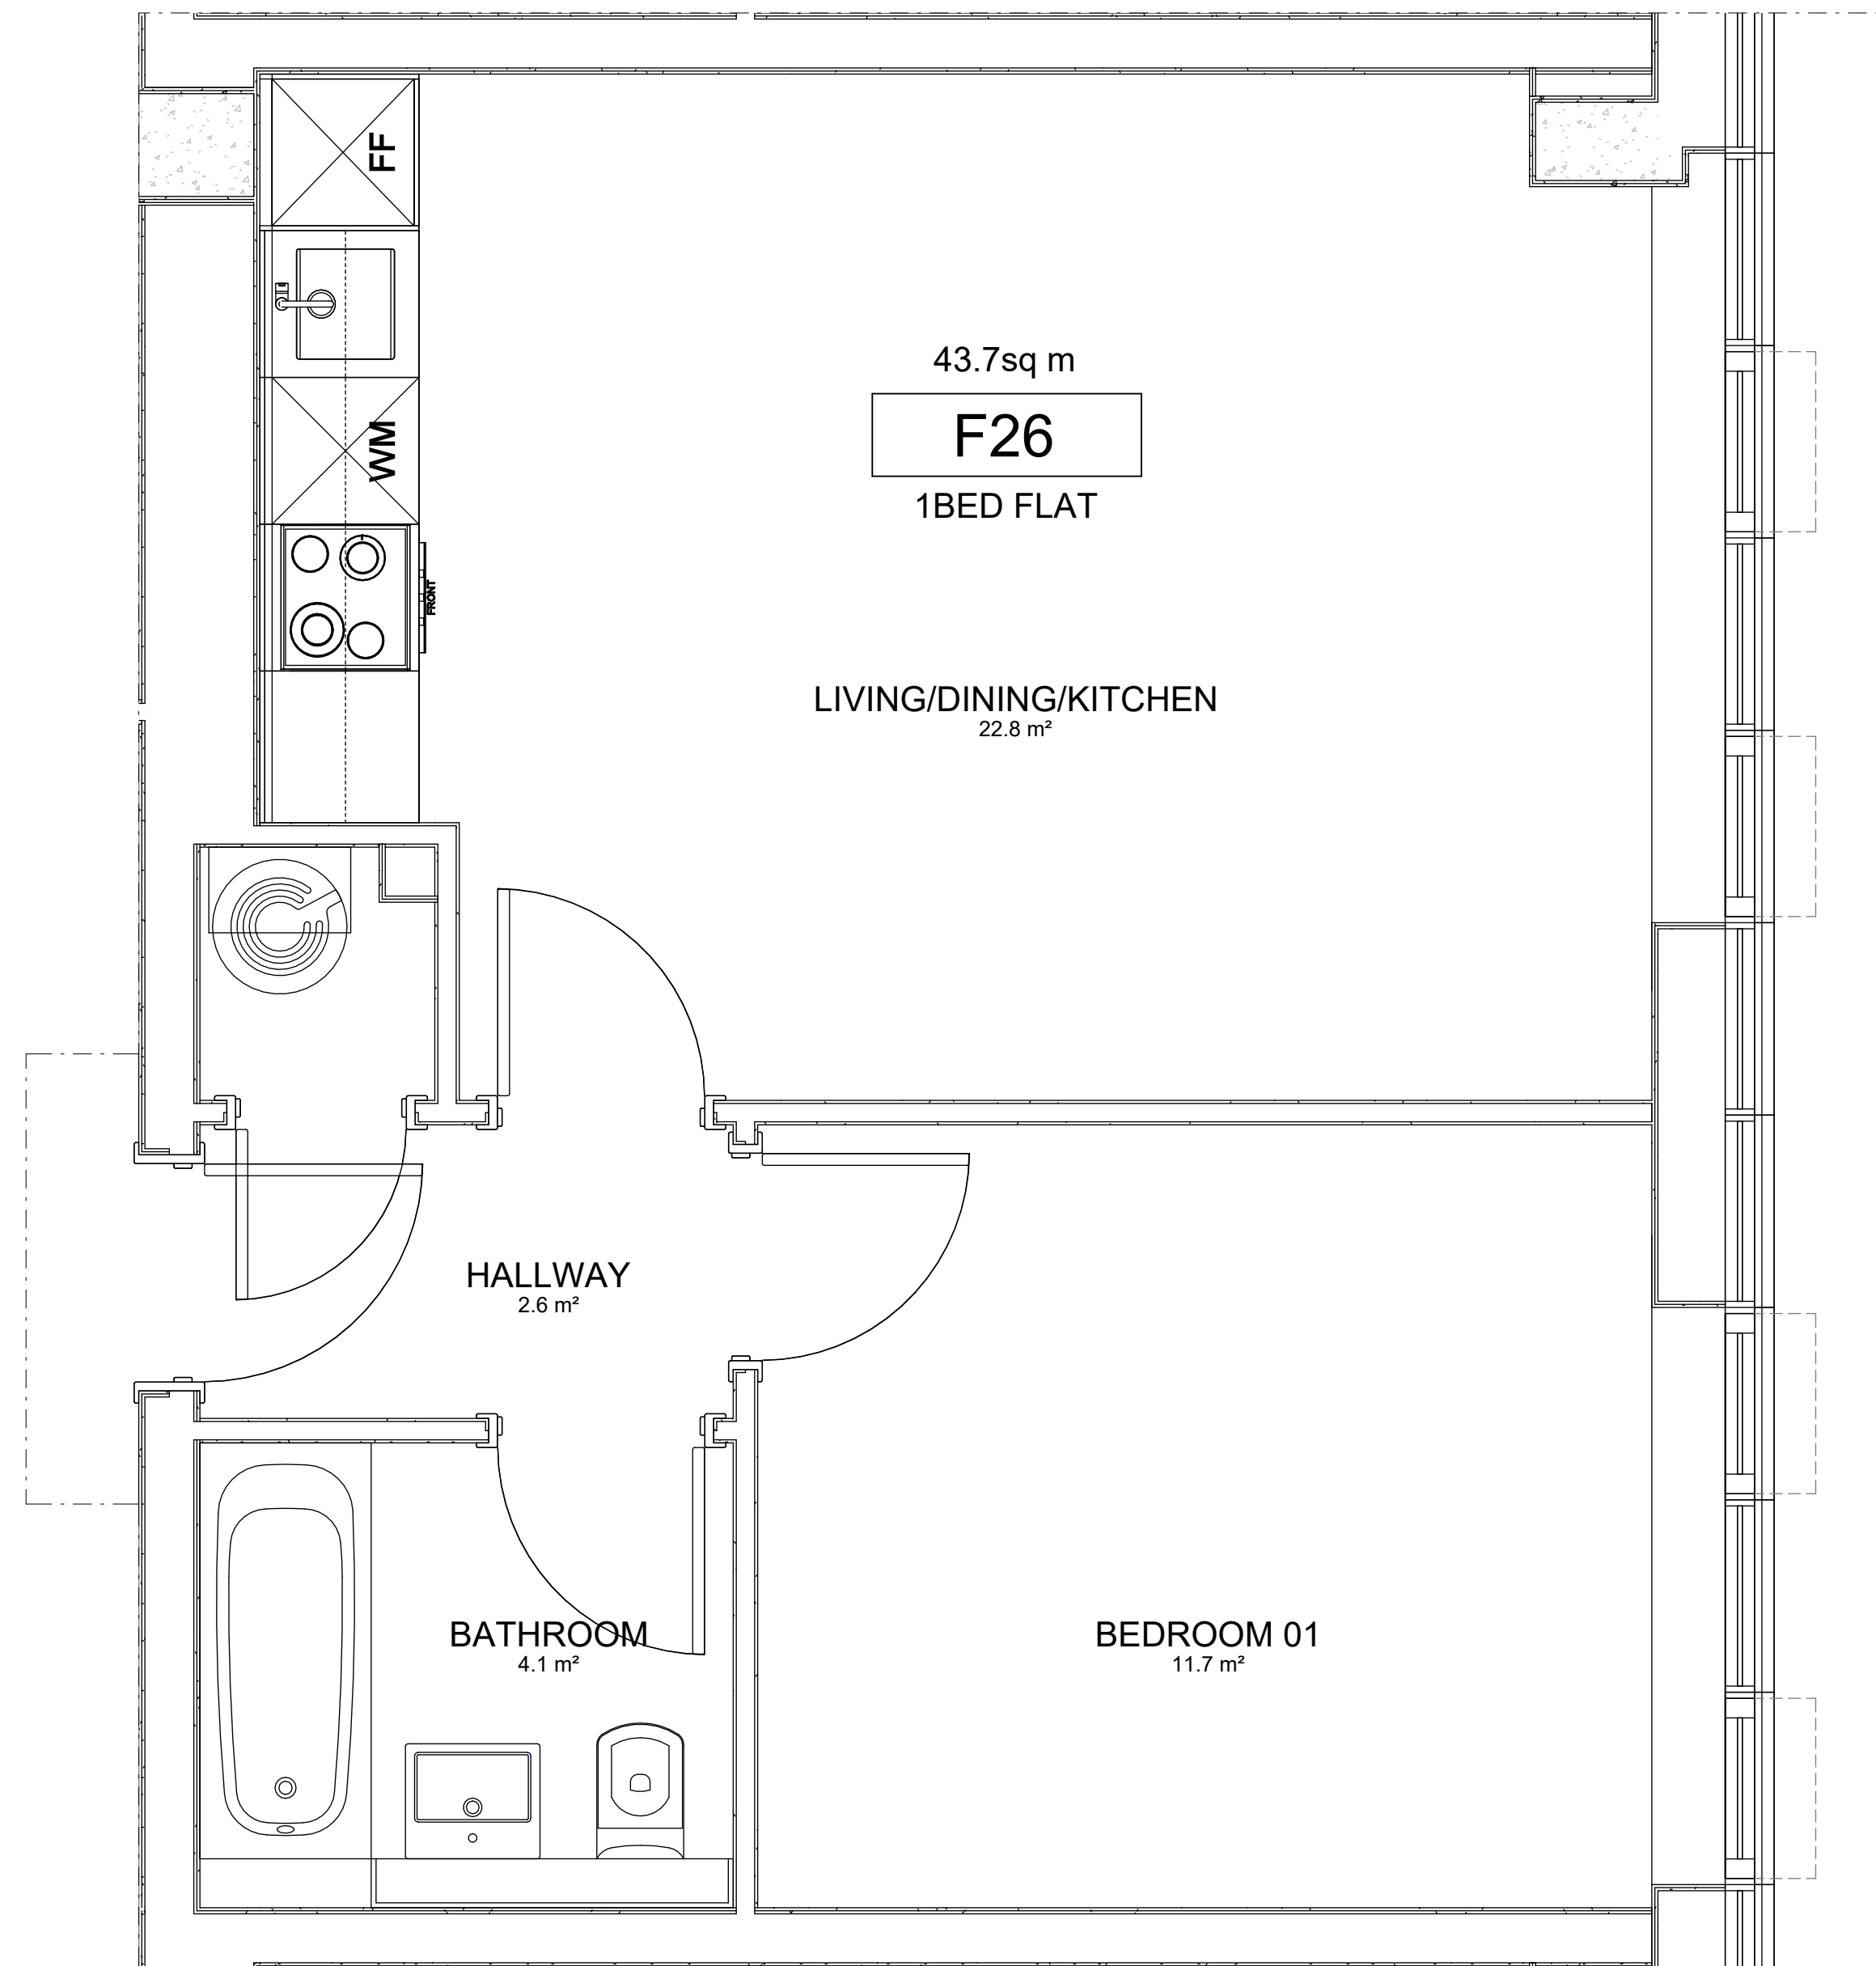 FF
43.7sq m
F26
WM
1BED FLAT
FRONT
LIVING/DINING/KITCHEN
22.8 m²
HALLWAY
2.6 m²
BATHROOM
4.1 m²
BEDROOM 01
11.7 m²